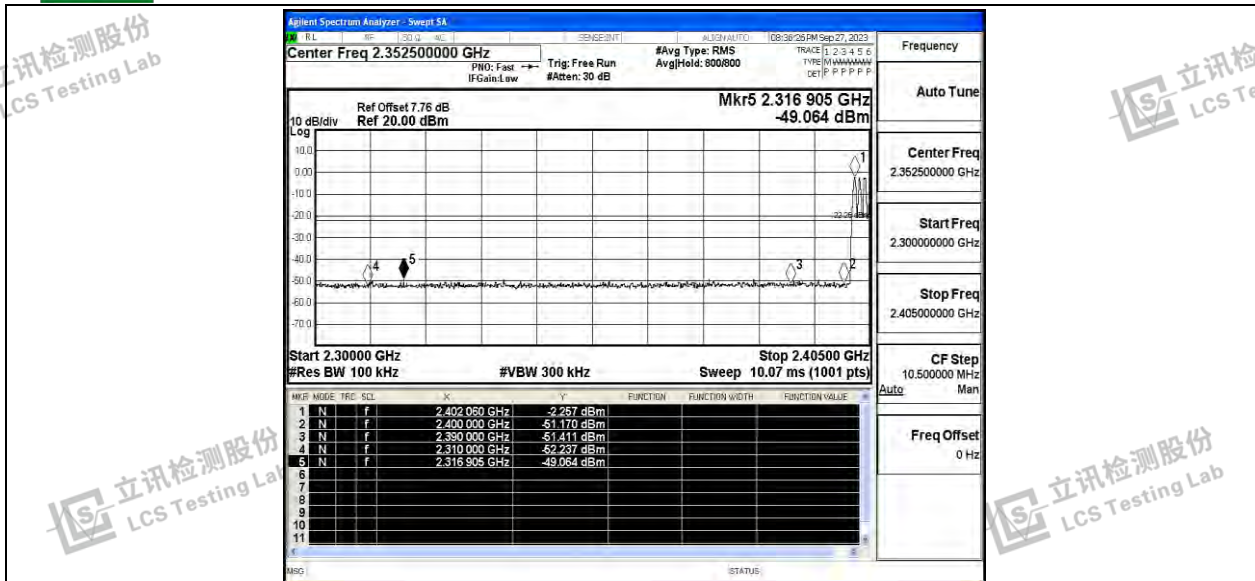 Agilent Spectrum Analyzer - Swept SA
RL RF 50 Ω AC SENSE:INT ALIGN AUTO 08:36:26 PM Sep 27, 2023
Center Freq 2.352500000 GHz
PNO: Fast
IFGain:Low
Trig: Free Run
#Atten: 30 dB
#Avg Type: RMS
Avg|Hold: 800/800
TRACE 1 2 3 4 5 6
TYPE M W W W W W
DET P P P P P P
Ref Offset 7.76 dB
10 dB/div Ref 20.00 dBm
Log
Mkr5 2.316 905 GHz
-49.064 dBm
10.0
0.00
-10.0
-20.0
-30.0
-40.0
-50.0
-60.0
-70.0
1
2
3
4
5
Start 2.30000 GHz Stop 2.40500 GHz
#Res BW 100 kHz #VBW 300 kHz Sweep 10.07 ms (1001 pts)
MKR MODE TRC SCL X Y FUNCTION FUNCTION WIDTH FUNCTION VALUE
1 N f 2.402 060 GHz -2.257 dBm
2 N f 2.400 000 GHz -51.170 dBm
3 N f 2.390 000 GHz -51.411 dBm
4 N f 2.310 000 GHz -52.237 dBm
5 N f 2.316 905 GHz -49.064 dBm
6
7
8
9
10
11
MSG STATUS
Frequency
Auto Tune
Center Freq
2.352500000 GHz
Start Freq
2.300000000 GHz
Stop Freq
2.405000000 GHz
CF Step
10.500000 MHz
Auto Man
Freq Offset
0 Hz
立讯检测股份
LCS Testing Lab
立讯检
LCS Te
立讯检测股份
LCS Testing Lab
立讯检测股份
LCS Testing Lab